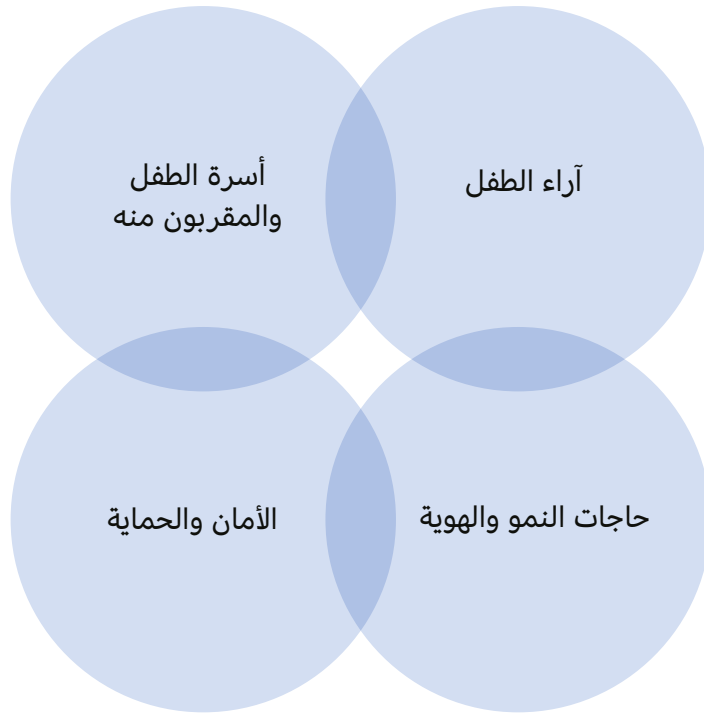 آراء الطفل
أسرة الطفل
والمقربون منه
حاجات النمو والهوية
الأمان والحماية